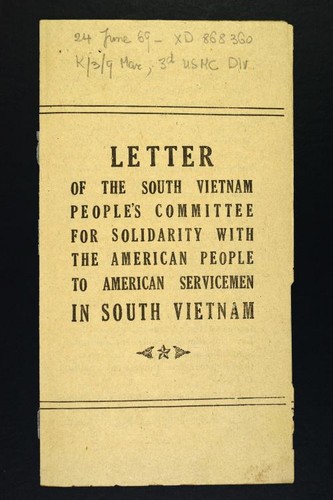 24 June 69 - XD 868360
K/3/9 Mar, 3rd USMC Div.
LETTER
OF THE SOUTH VIETNAM
PEOPLE'S COMMITTEE
FOR SOLIDARITY WITH
THE AMERICAN PEOPLE
TO AMERICAN SERVICEMEN
IN SOUTH VIETNAM